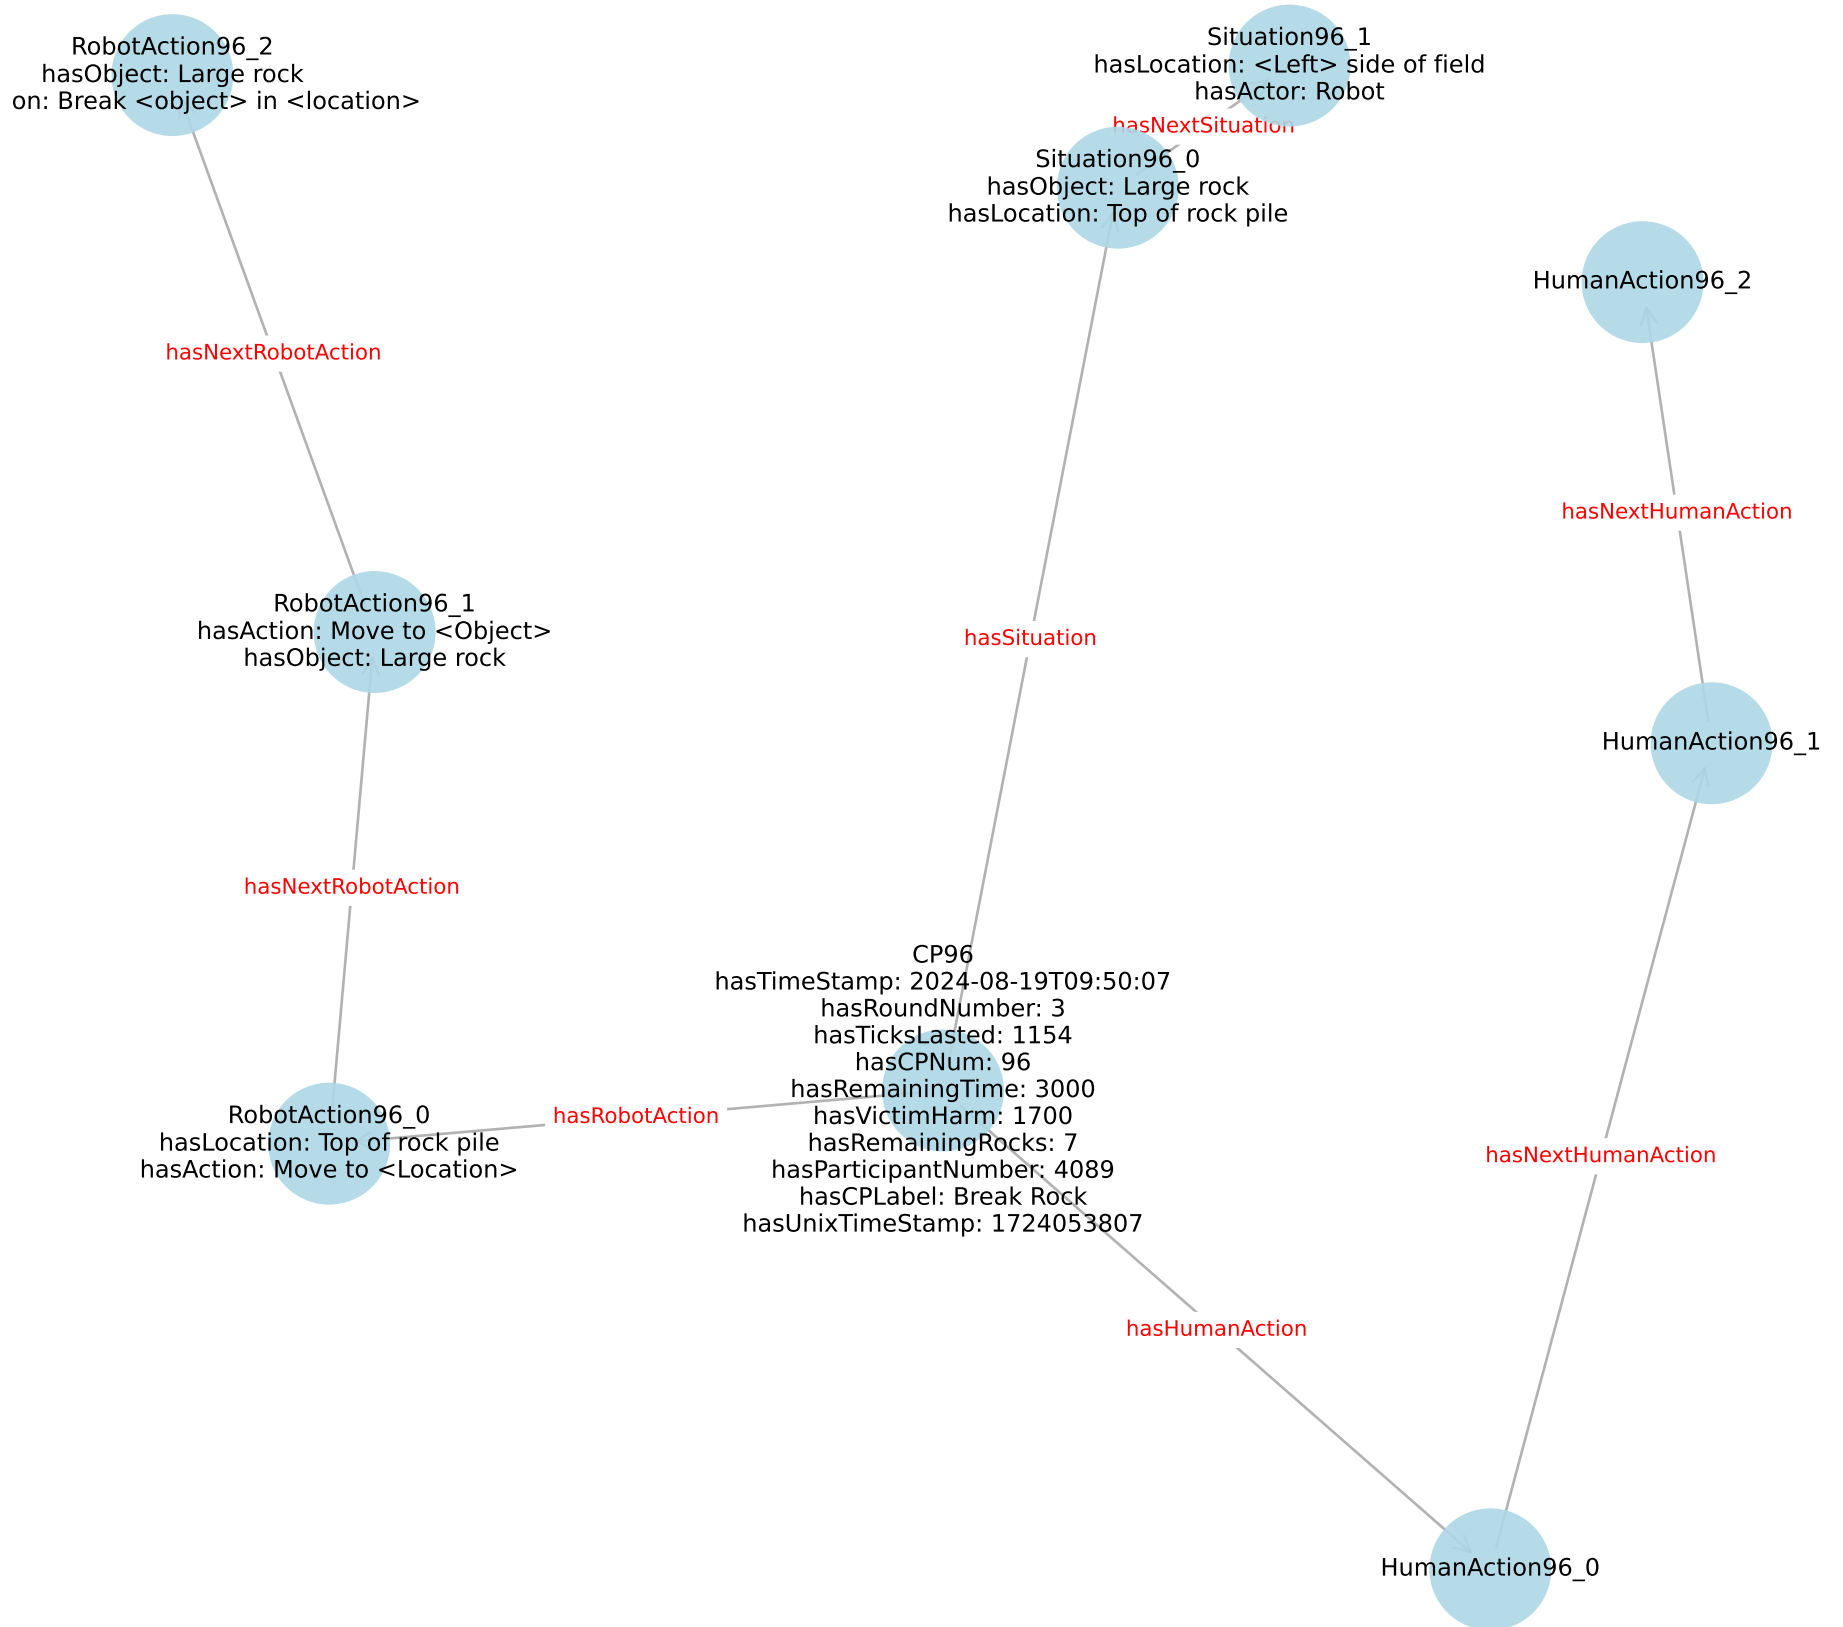 RobotAction96_2
hasObject: Large rock
on: Break <object> in <location>
Situation96_1
hasLocation: <Left> side of field
hasActor: Robot
hasNextSituation
Situation96_0
hasObject: Large rock
hasLocation: Top of rock pile
HumanAction96_2
hasNextRobotAction
hasNextHumanAction
RobotAction96_1
hasAction: Move to <Object>
hasObject: Large rock
hasSituation
HumanAction96_1
hasNextRobotAction
CP96
hasTimeStamp: 2024-08-19T09:50:07
hasRoundNumber: 3
hasTicksLasted: 1154
hasCPNum: 96
hasRemainingTime: 3000
hasVictimHarm: 1700
hasRemainingRocks: 7
hasParticipantNumber: 4089
hasCPLabel: Break Rock
hasUnixTimeStamp: 1724053807
RobotAction96_0
hasLocation: Top of rock pile
hasAction: Move to <Location>
hasRobotAction
hasNextHumanAction
hasHumanAction
HumanAction96_0